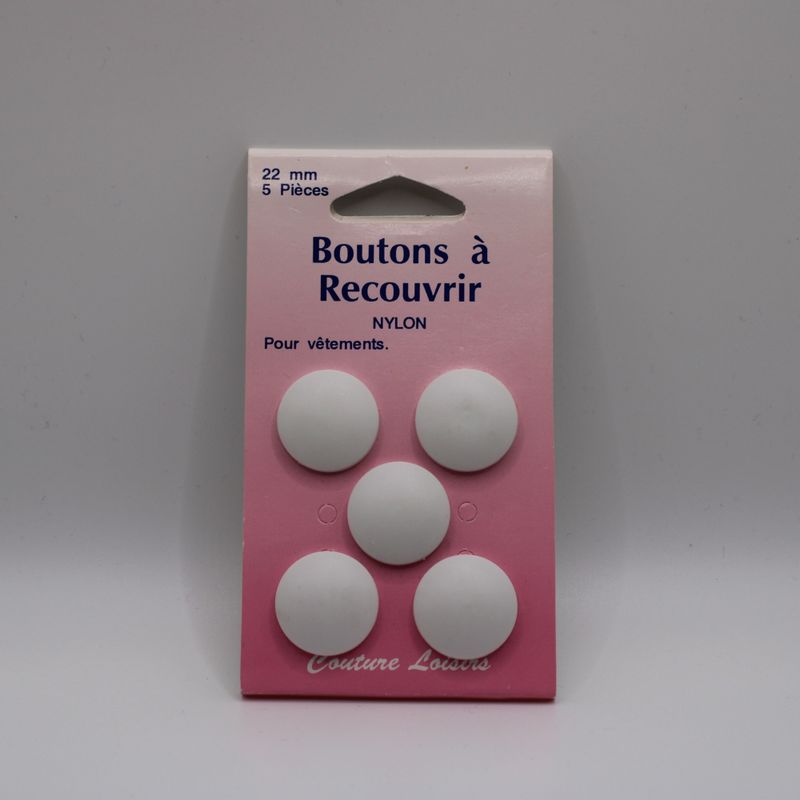 22 mm
5 Pièces
Boutons à
Recouvrir
NYLON
Pour vêtements.
Couture Loisirs